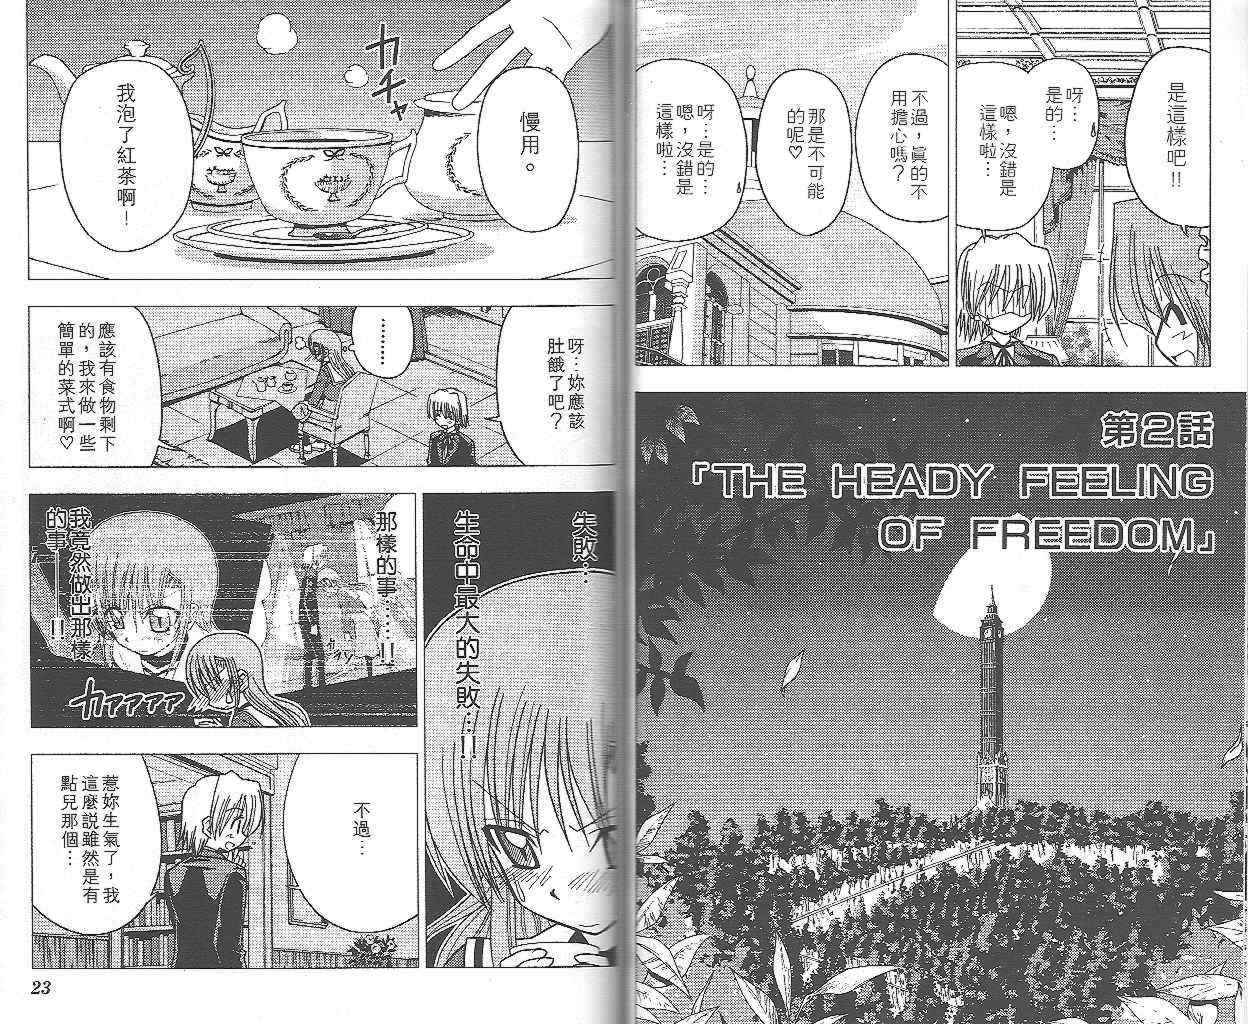 是這樣吧!!
呀…
是的…
嗯，沒錯是
這樣啦…
不過，真的不
用擔心嗎？
那是不可能
的呢♡
呀…是的…
嗯，沒錯是
這樣啦…
第2話
「THE HEADY FEELING
OF FREEDOM」
慢用。
カチャ
我泡了紅茶啊！
呀…妳應該
肚餓了吧？
………
應該有食物剩下
的，我來做一些
簡單的菜式啊♡
失敗…
生命中最大的失敗…!!
那樣的事……!!
我竟然做出那樣
的事…!!
カァァァァ
不過…
惹妳生氣了，我
這麼說雖然是有
點兒那個…
23